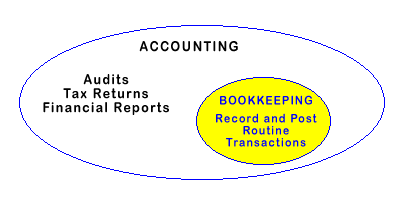 ACCOUNTING
Audits
Tax Returns
Financial Reports
BOOKKEEPING
Record and Post
Routine
Transactions